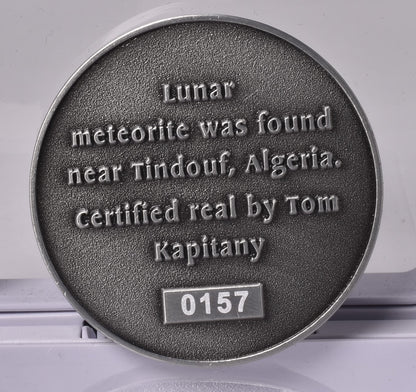 Lunar
meteorite was found
near Tindouf, Algeria.
Certified real by Tom
Kapitany
0157